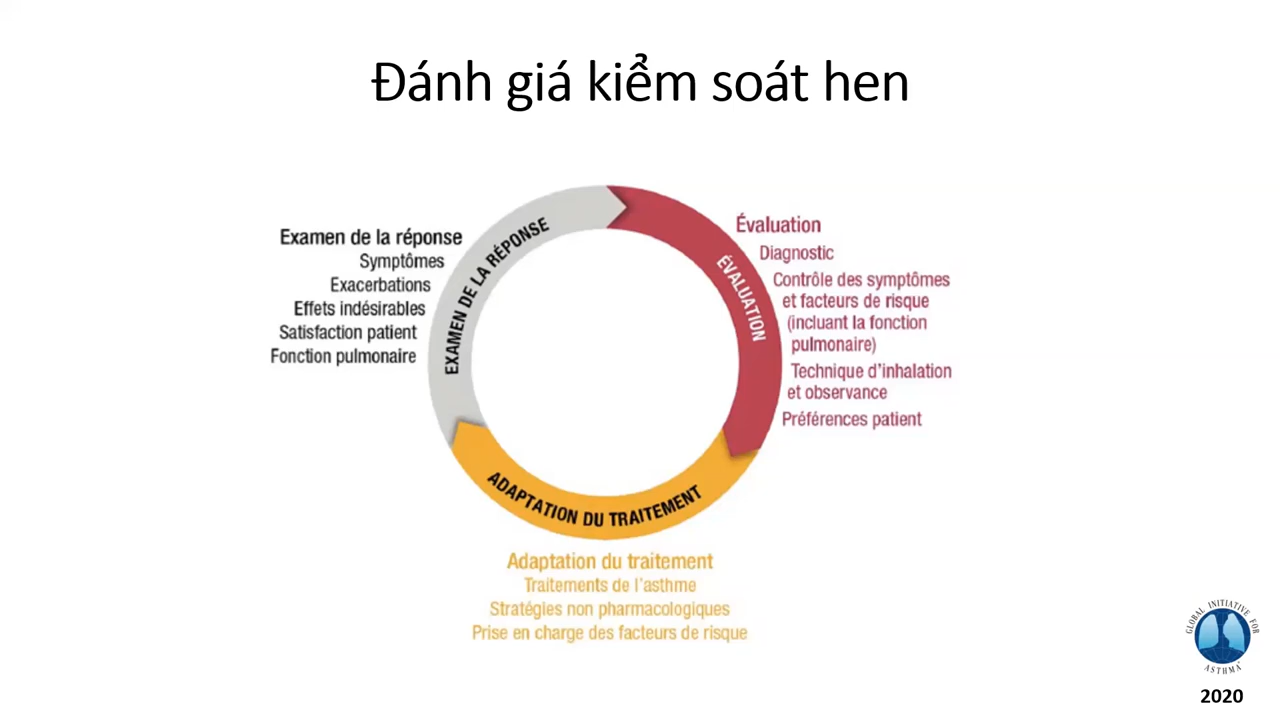 Đánh giá kiểm soát hen
Examen de la réponse
Symptômes
Exacerbations
Effets indésirables
Satisfaction patient
Fonction pulmonaire
EXAMEN DE LA RÉPONSE
ÉVALUATION
Évaluation
Diagnostic
Contrôle des symptômes
et facteurs de risque
(incluant la fonction
pulmonaire)
Technique d'inhalation
et observance
Préférences patient
ADAPTATION DU TRAITEMENT
Adaptation du traitement
Traitements de l'asthme
Stratégies non pharmacologiques
Prise en charge des facteurs de risque
GLOBAL INITIATIVE FOR
ASTHMA
2020